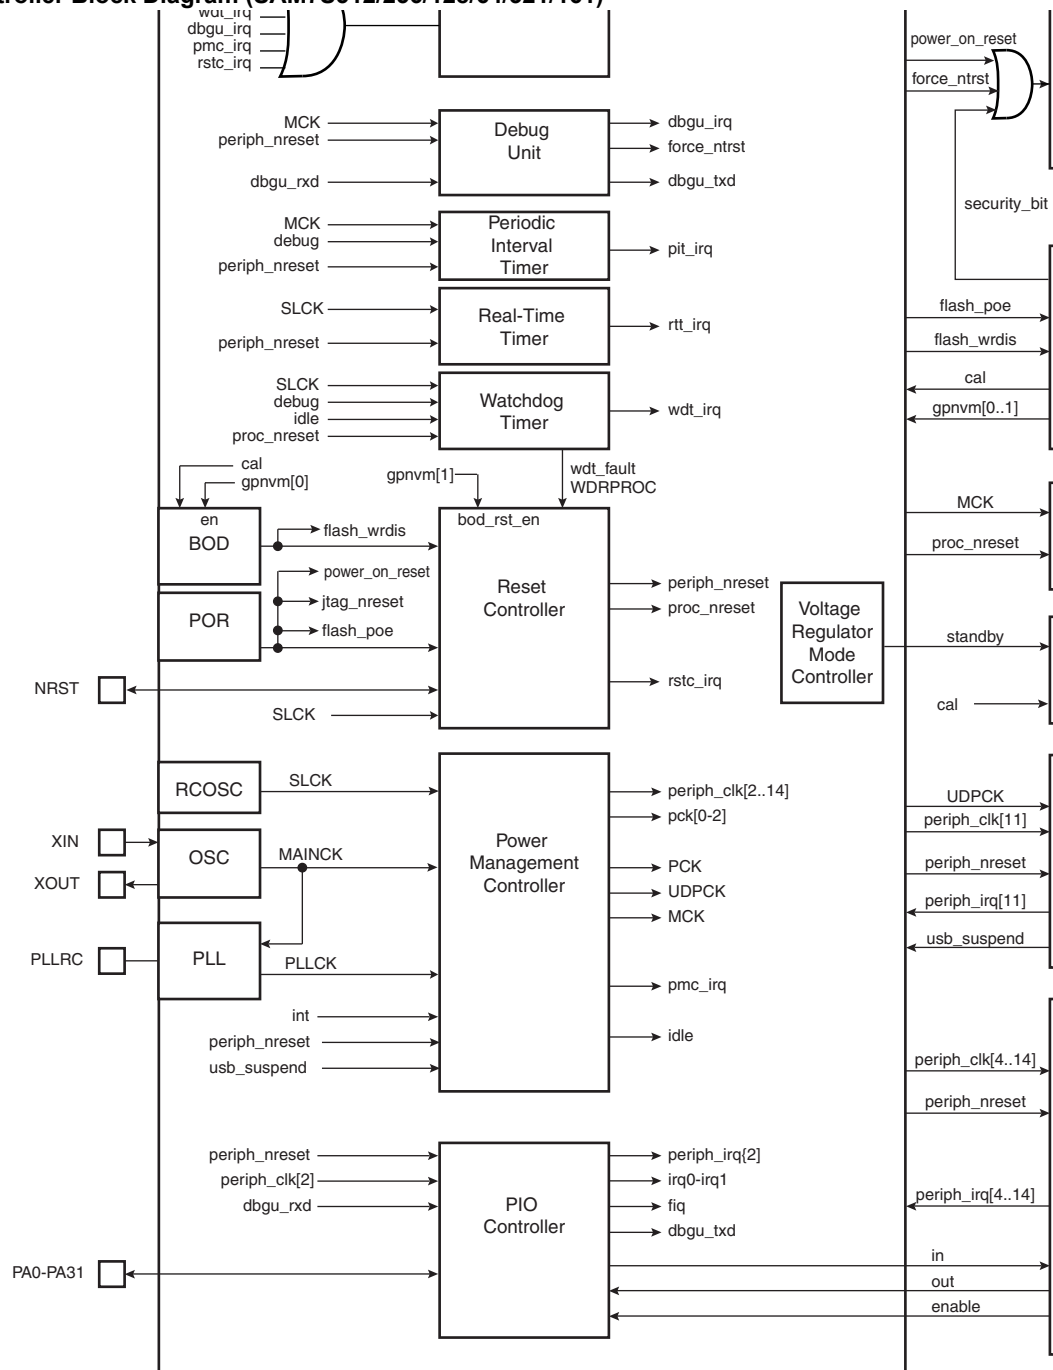 wdt_irq
dbgu_irq
pmc_irq
rstc_irq
power_on_reset
force_ntrst
security_bit
MCK
periph_nreset
dbgu_rxd
Debug
Unit
dbgu_irq
force_ntrst
dbgu_txd
MCK
debug
periph_nreset
Periodic
Interval
Timer
pit_irq
SLCK
periph_nreset
Real-Time
Timer
rtt_irq
flash_poe
flash_wrdis
cal
gpnvm[0..1]
SLCK
debug
idle
proc_nreset
Watchdog
Timer
wdt_irq
cal
gpnvm[0]
gpnvm[1]
wdt_fault
WDRPROC
en
BOD
flash_wrdis
power_on_reset
jtag_nreset
flash_poe
POR
bod_rst_en
Reset
Controller
periph_nreset
proc_nreset
rstc_irq
NRST
SLCK
Voltage
Regulator
Mode
Controller
MCK
proc_nreset
standby
cal
RCOSC
SLCK
XIN
XOUT
OSC
MAINCK
PLLRC
PLL
PLLCK
int
periph_nreset
usb_suspend
Power
Management
Controller
periph_clk[2..14]
pck[0-2]
PCK
UDPCK
MCK
pmc_irq
idle
UDPCK
periph_clk[11]
periph_nreset
periph_irq[11]
usb_suspend
periph_clk[4..14]
periph_nreset
periph_irq[4..14]
periph_nreset
periph_clk[2]
dbgu_rxd
PA0-PA31
PIO
Controller
periph_irq{2]
irq0-irq1
fiq
dbgu_txd
in
out
enable